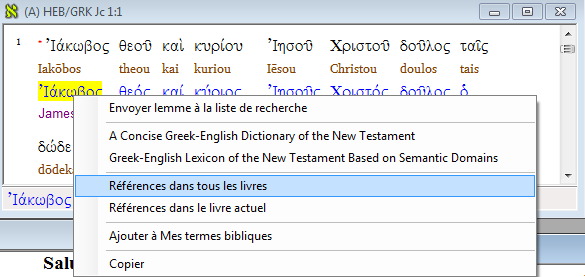 (A) HEB/GRK Jc 1:1
1 * Ἰάκωβος θεοῦ καὶ κυρίου Ἰησοῦ Χριστοῦ δοῦλος ταῖς
Iakōbos theou kai kuriou Iēsou Christou doulos tais
Ἰάκωβος θεός καί κύριος Ἰησοῦς Χριστός δοῦλος ὁ
James
Envoyer lemme à la liste de recherche
A Concise Greek-English Dictionary of the New Testament
δώδε
Greek-English Lexicon of the New Testament Based on Semantic Domains
dōdek
Références dans tous les livres
Ἰάκωβος
Références dans le livre actuel
Ajouter à Mes termes bibliques
Salu
Copier